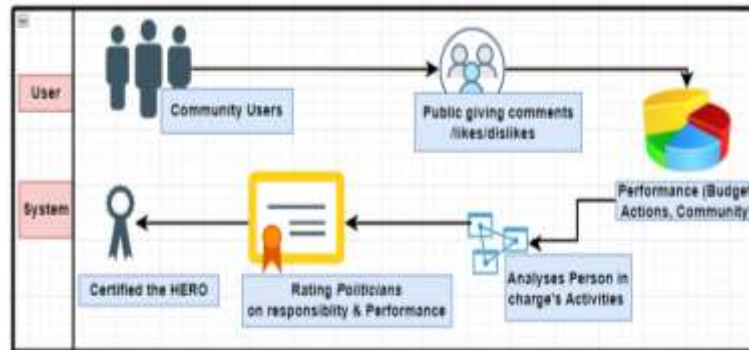 User
Community Users
Public giving comments
/likes/dislikes
Performance (Budget
Actions, Community)
System
Certified the HERO
Rating Politicians
on responsiblity & Performance
Analyses Person in
charge's Activities